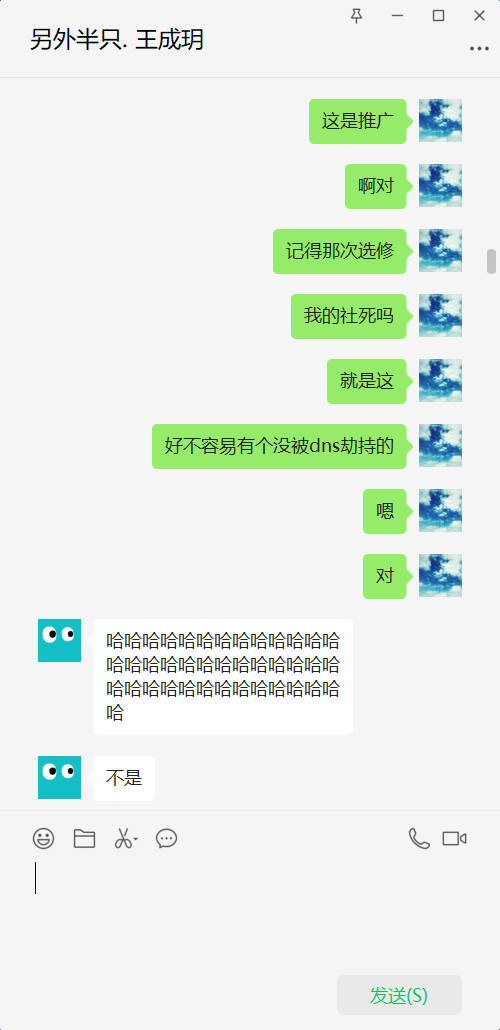 另外半只. 王成玥
这是推广
啊对
记得那次选修
我的社死吗
就是这
好不容易有个没被dns劫持的
嗯
对
哈哈哈哈哈哈哈哈哈哈哈哈哈
哈哈哈哈哈哈哈哈哈哈哈哈哈
哈哈哈哈哈哈哈哈哈哈哈哈哈
哈
不是
发送(S)